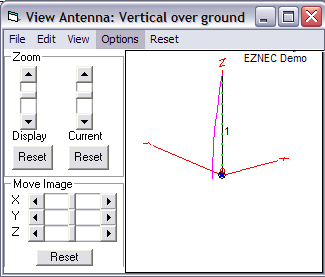 View Antenna: Vertical over ground
File Edit View Options Reset
Zoom
Display Current
Reset Reset
Move Image
X
Y
Z
Reset
EZNEC Demo
Z
1